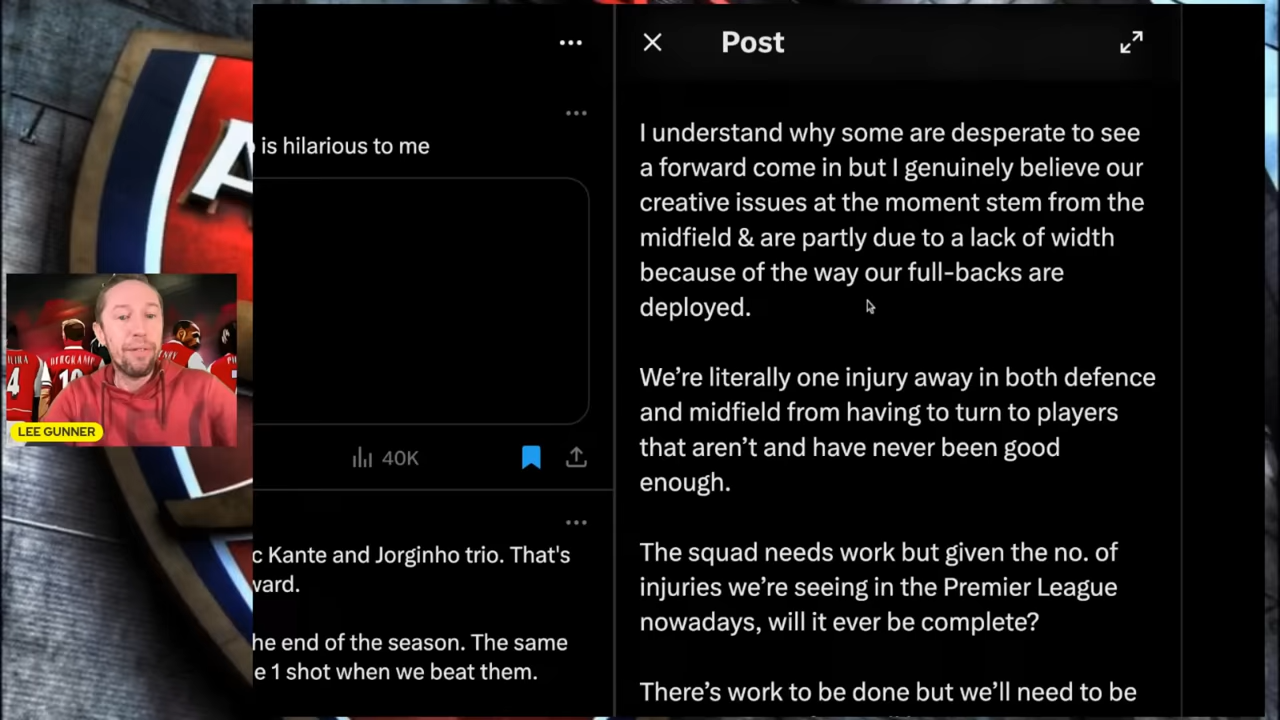 Post
is hilarious to me
40K
c Kante and Jorginho trio. That's
ward.
he end of the season. The same
e 1 shot when we beat them.
I understand why some are desperate to see
a forward come in but I genuinely believe our
creative issues at the moment stem from the
midfield & are partly due to a lack of width
because of the way our full-backs are
deployed.
We’re literally one injury away in both defence
and midfield from having to turn to players
that aren’t and have never been good
enough.
The squad needs work but given the no. of
injuries we’re seeing in the Premier League
nowadays, will it ever be complete?
There’s work to be done but we’ll need to be
A
4
BERGKAMP
10
HENRY
LEE GUNNER